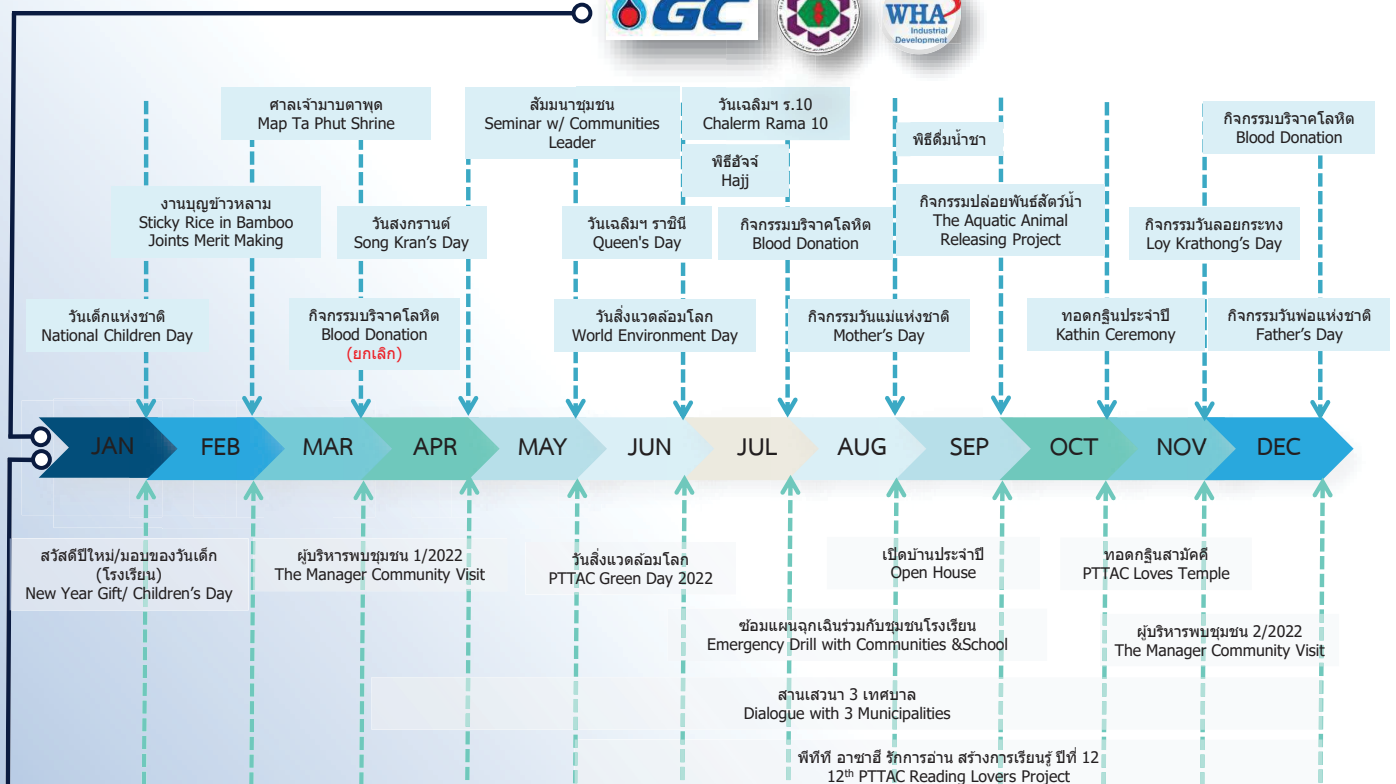 GC
WHA
Industrial
Development
ศาลเจ้ามาบตาพุด
Map Ta Phut Shrine
สัมมนาชุมชน
Seminar w/ Communities
Leader
วันเฉลิมฯ ร.10
Chalerm Rama 10
กิจกรรมบริจาคโลหิต
Blood Donation
พิธีฮัจจ์
Hajj
พิธีดื่มน้ำชา
งานบุญข้าวหลาม
Sticky Rice in Bamboo
Joints Merit Making
วันสงกรานต์
Song Kran’s Day
วันเฉลิมฯ ราชินี
Queen's Day
กิจกรรมบริจาคโลหิต
Blood Donation
กิจกรรมปล่อยพันธ์สัตว์น้ำ
The Aquatic Animal
Releasing Project
กิจกรรมวันลอยกระทง
Loy Krathong’s Day
วันเด็กแห่งชาติ
National Children Day
กิจกรรมบริจาคโลหิต
Blood Donation
(ยกเลิก)
วันสิ่งแวดล้อมโลก
World Environment Day
กิจกรรมวันแม่แห่งชาติ
Mother’s Day
ทอดกฐินประจำปี
Kathin Ceremony
กิจกรรมวันพ่อแห่งชาติ
Father’s Day
JAN FEB MAR APR MAY JUN JUL AUG SEP OCT NOV DEC
สวัสดีปีใหม่/มอบของวันเด็ก
(โรงเรียน)
New Year Gift/ Children’s Day
ผู้บริหารพบชุมชน 1/2022
The Manager Community Visit
วันสิ่งแวดล้อมโลก
PTTAC Green Day 2022
เปิดบ้านประจำปี
Open House
ทอดกฐินสามัคคี
PTTAC Loves Temple
ซ้อมแผนฉุกเฉินร่วมกับชุมชนโรงเรียน
Emergency Drill with Communities &School
ผู้บริหารพบชุมชน 2/2022
The Manager Community Visit
สานเสวนา 3 เทศบาล
Dialogue with 3 Municipalities
พีทีที อาซาฮี รักการอ่าน สร้างการเรียนรู้ ปีที่ 12
12th PTTAC Reading Lovers Project